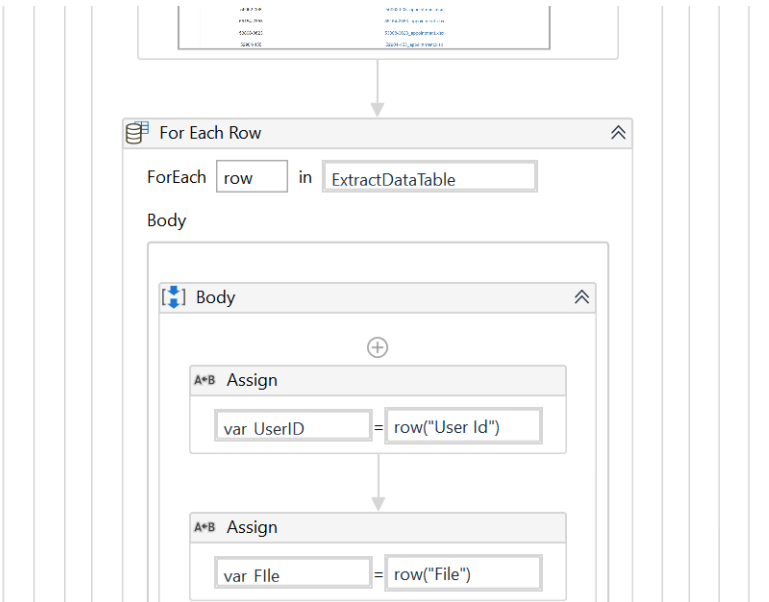 For Each Row
ForEach row in ExtractDataTable
Body
Body
A←B Assign
var UserID = row("User Id")
A←B Assign
var FIle = row("File")